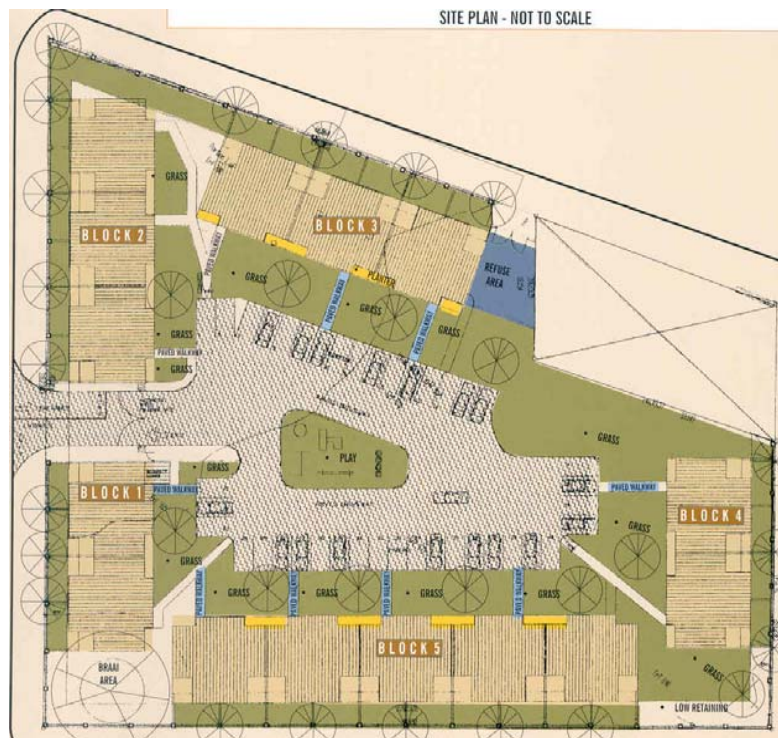 SITE PLAN - NOT TO SCALE
GRASS
BLOCK 2
BLOCK 3
PAVED WALKWAY
GRASS
PLANTER
REFUSE
AREA
PAVED WALKWAY
GRASS
PAVED WALKWAY
GRASS
GRASS
PAVED WALKWAY
GRASS
GRASS
PLAY
GRASS
BLOCK 1
PAVED WALKWAY
PAVED WALKWAY
BLOCK 4
GRASS
GRASS
PAVED WALKWAY
GRASS
PAVED WALKWAY
GRASS
PAVED WALKWAY
GRASS
PAVED WALKWAY
GRASS
BLOCK 5
BRAAI
AREA
GRASS
LOW RETAINING